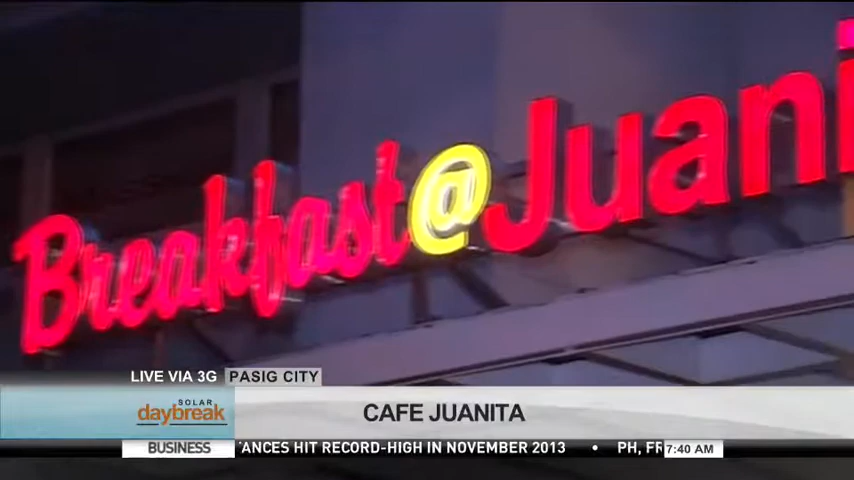 Breakfast@Juani
LIVE VIA 3G PASIG CITY
SOLAR
daybreak
CAFE JUANITA
BUSINESS 'ANCES HIT RECORD-HIGH IN NOVEMBER 2013 • PH, FR 7:40 AM